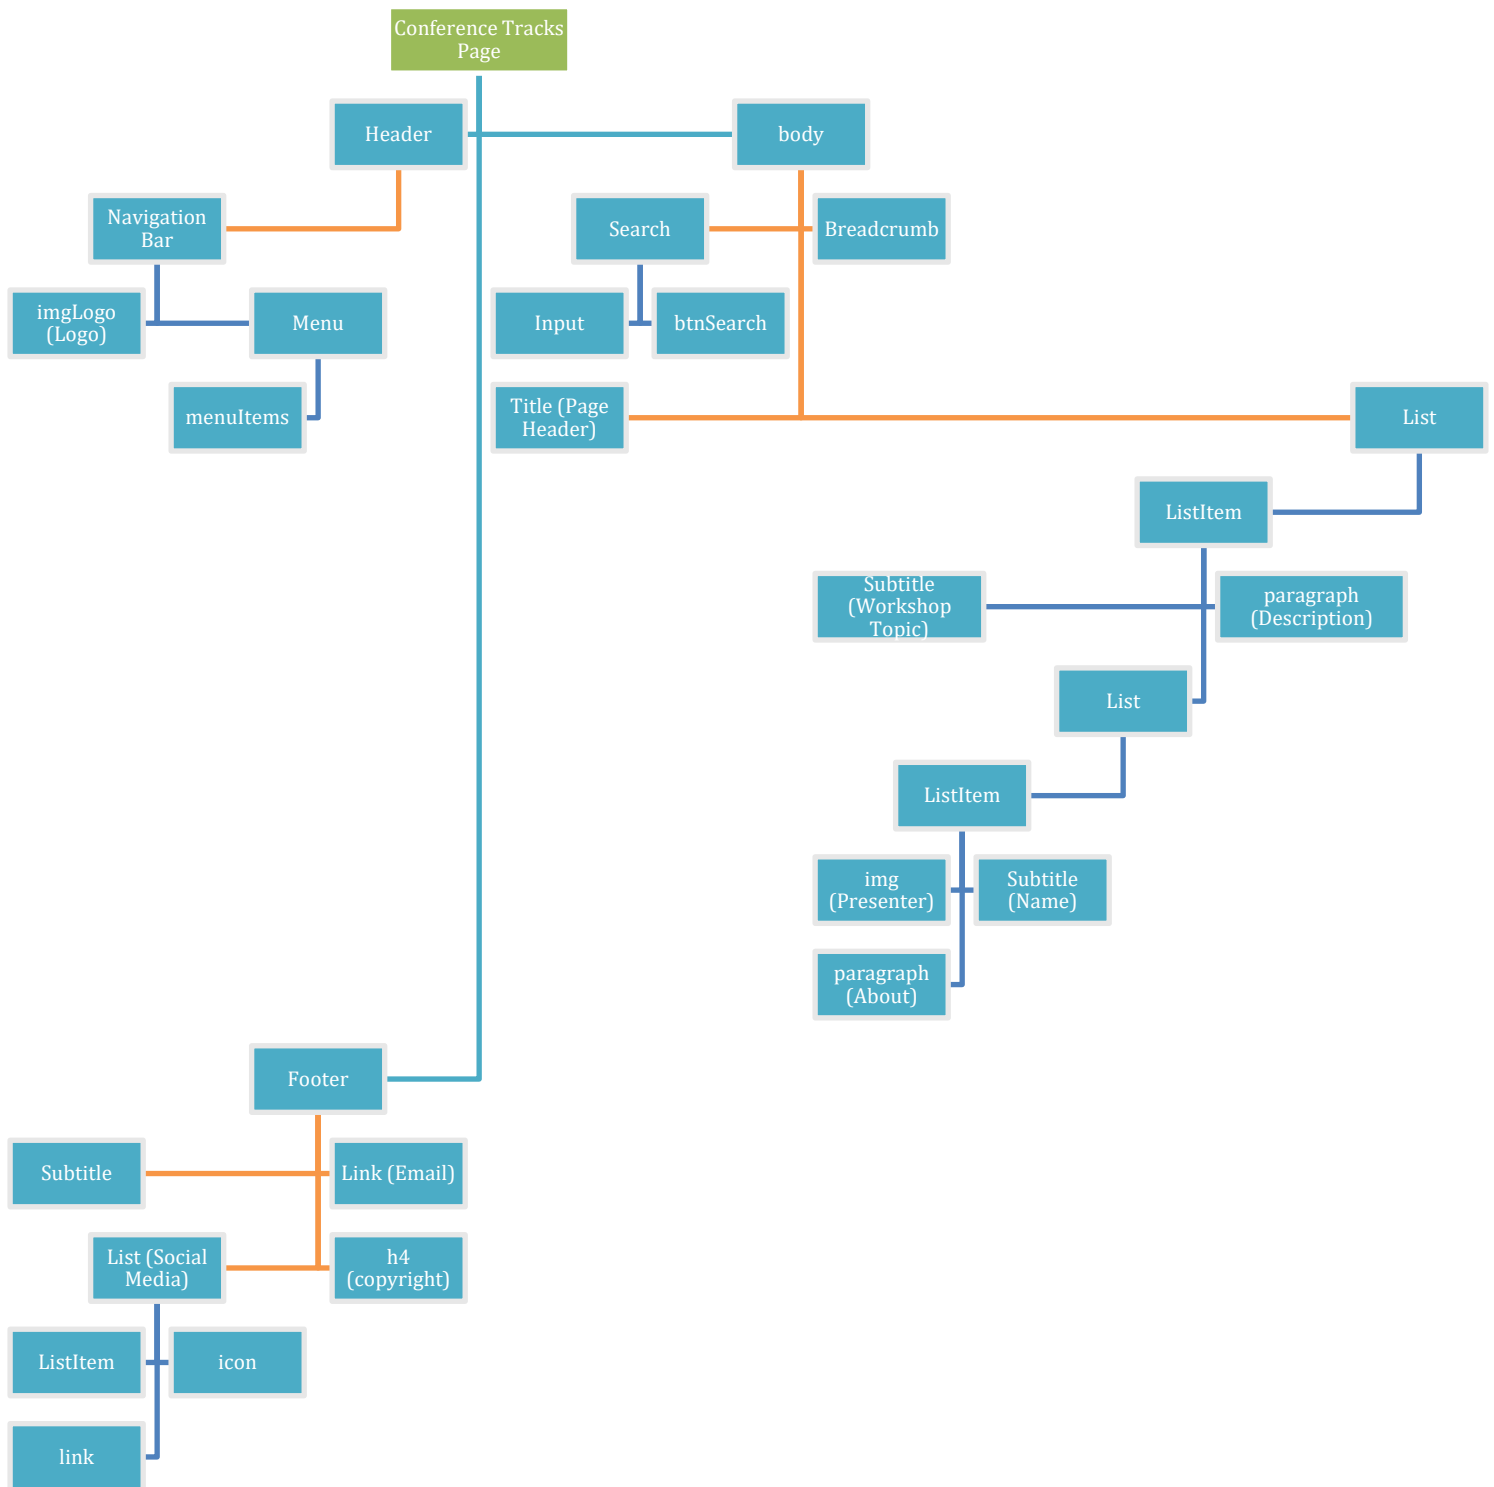 Conference Tracks
Page
Header
body
Navigation
Bar
Search
Breadcrumb
imgLogo
(Logo)
Menu
Input
btnSearch
menuItems
Title (Page
Header)
List
ListItem
Subtitle
(Workshop
Topic)
paragraph
(Description)
List
ListItem
img
(Presenter)
Subtitle
(Name)
paragraph
(About)
Footer
Subtitle
Link (Email)
List (Social
Media)
h4
(copyright)
ListItem
icon
link